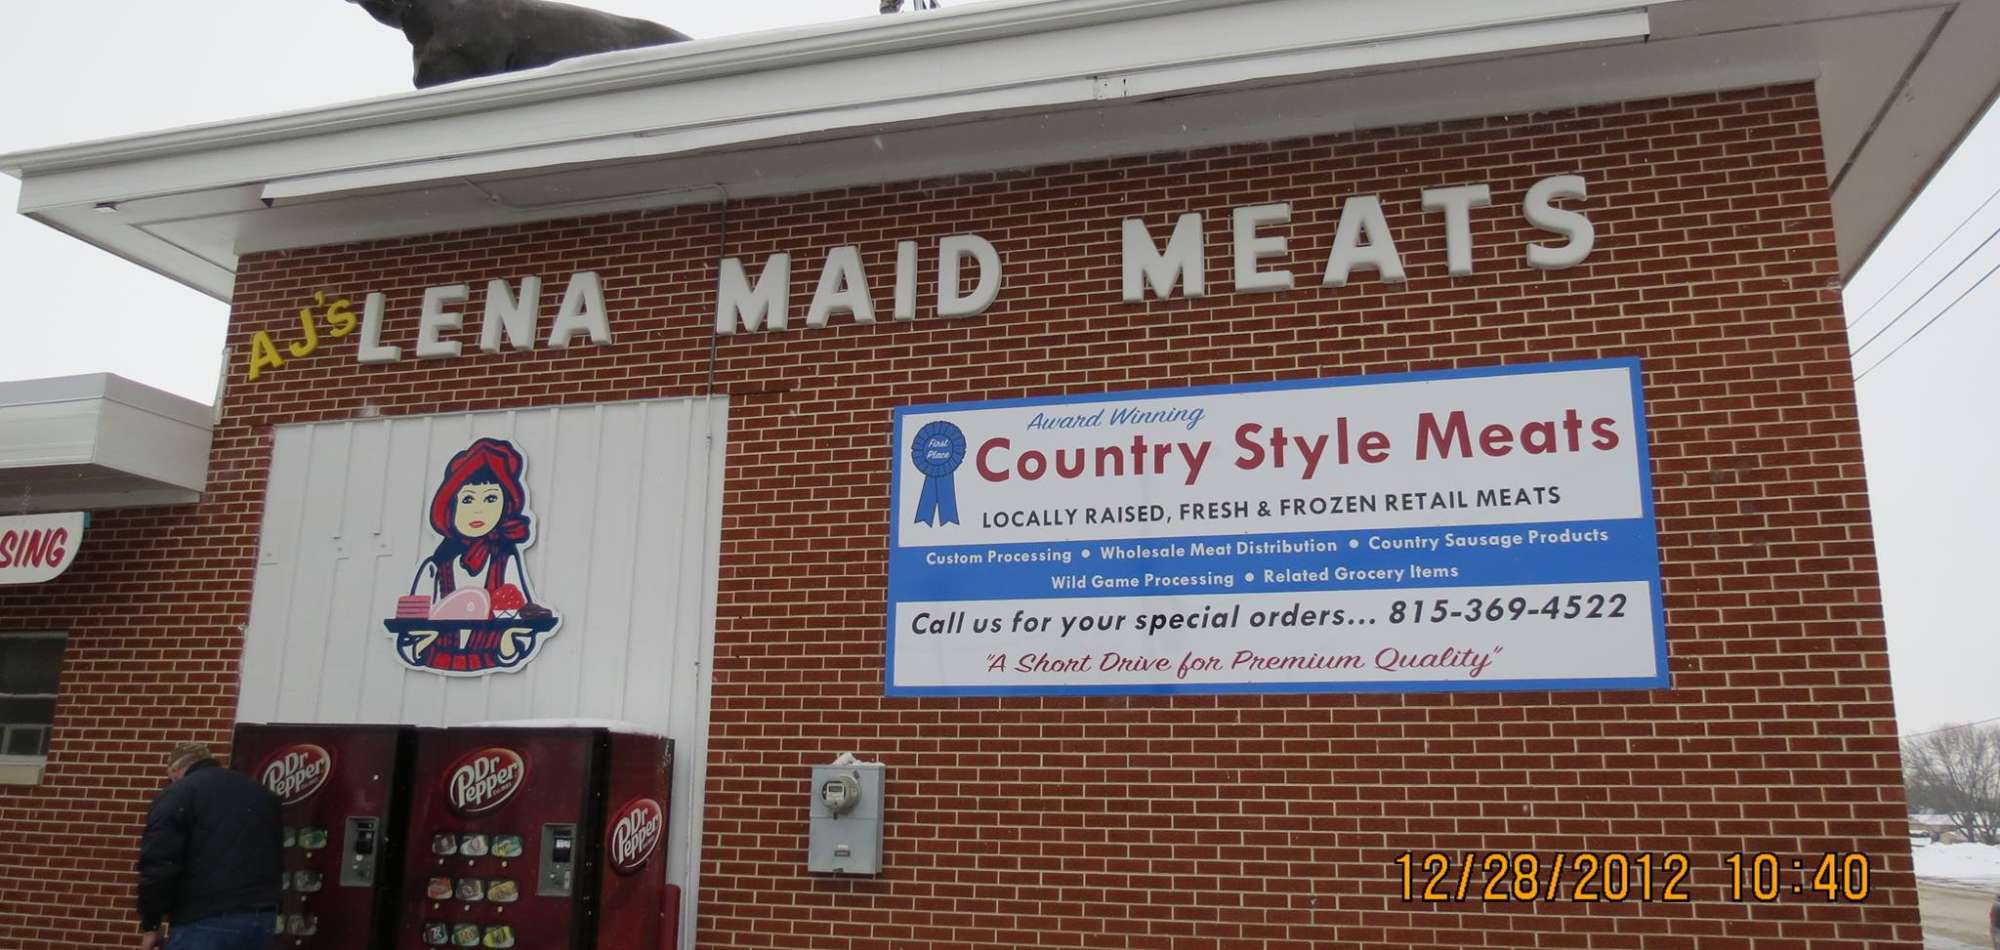 AJ's LENA MAID MEATS
Award Winning
First
Place
Country Style Meats
LOCALLY RAISED, FRESH & FROZEN RETAIL MEATS
Custom Processing • Wholesale Meat Distribution • Country Sausage Products
Wild Game Processing • Related Grocery Items
Call us for your special orders... 815-369-4522
"A Short Drive for Premium Quality"
SING
Dr
Pepper
Dr
Pepper
Dr
Pepper
12/28/2012 10:40